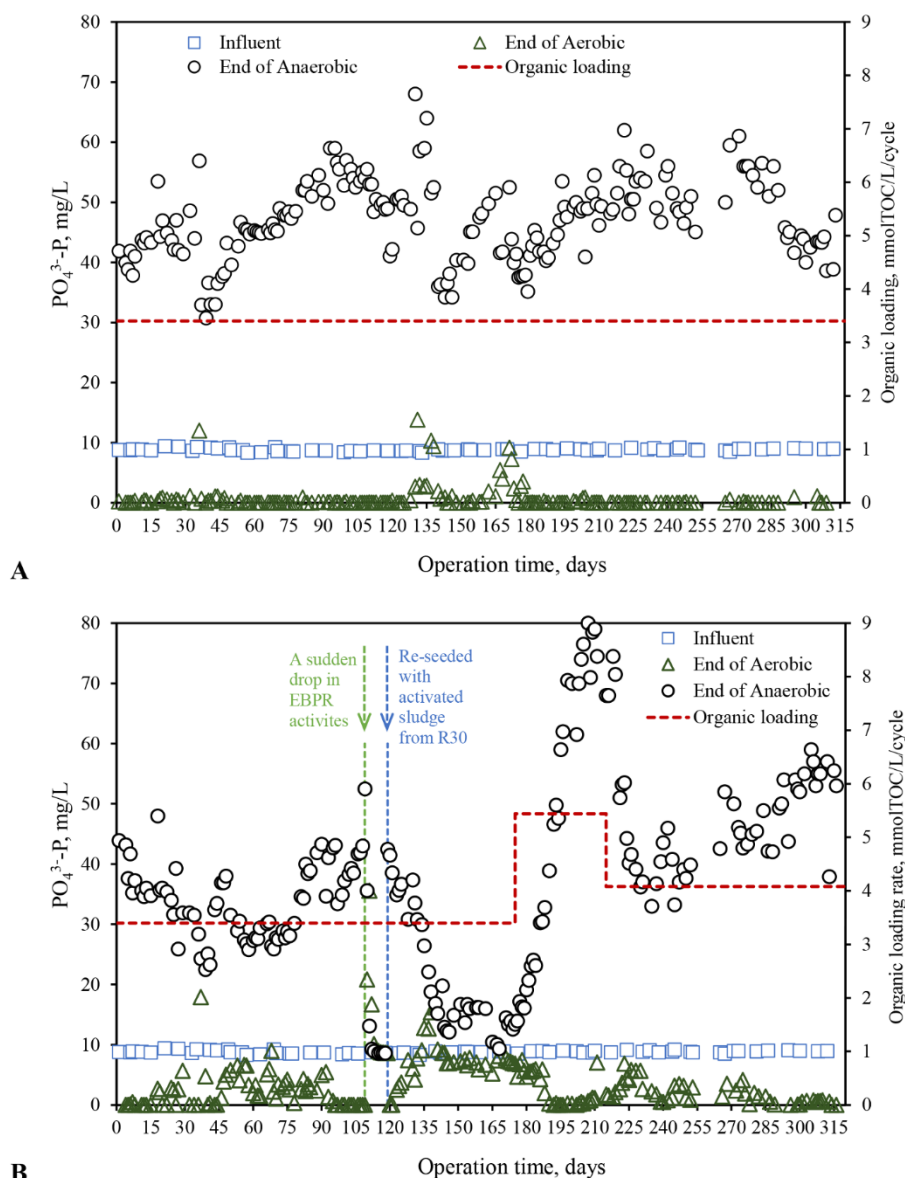 80
70
60
50
40
30
20
10
0
PO₄³⁻-P, mg/L
Influent
End of Anaerobic
End of Aerobic
Organic loading
9
8
7
6
5
4
3
2
1
0
Organic loading, mmolTOC/L/cycle
0 15 30 45 60 75 90 105 120 135 150 165 180 195 210 225 240 255 270 285 300 315
Operation time, days
A
80
70
60
50
40
30
20
10
0
PO₄³⁻-P, mg/L
A sudden
drop in
EBPR
activites
Re-seeded
with
activated
sludge
from R30
Influent
End of Aerobic
End of Anaerobic
Organic loading
9
8
7
6
5
4
3
2
1
0
Organic loading rate, mmolTOC/L/cycle
0 15 30 45 60 75 90 105 120 135 150 165 180 195 210 225 240 255 270 285 300 315
Operation time, days
B